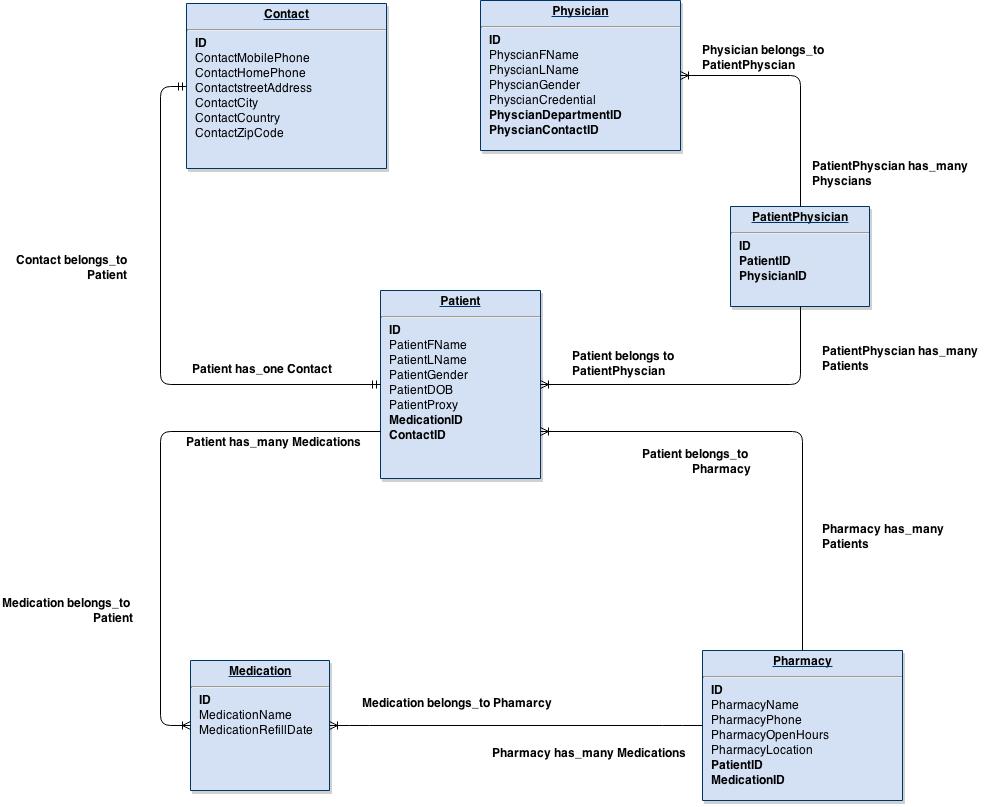 Contact
ID
ContactMobilePhone
ContactHomePhone
ContactstreetAddress
ContactCity
ContactCountry
ContactZipCode
Physician
ID
PhyscianFName
PhyscianLName
PhyscianGender
PhyscianCredential
PhyscianDepartmentID
PhyscianContactID
Physician belongs_to
PatientPhyscian
PatientPhyscian has_many
Physcians
PatientPhysician
ID
PatientID
PhysicianID
Contact belongs_to
Patient
Patient
ID
PatientFName
PatientLName
PatientGender
PatientDOB
PatientProxy
MedicationID
ContactID
Patient has_one Contact
Patient belongs to
PatientPhyscian
PatientPhyscian has_many
Patients
Patient has_many Medications
Patient belongs_to
Pharmacy
Pharmacy has_many
Patients
Medication belongs_to
Patient
Medication
ID
MedicationName
MedicationRefillDate
Medication belongs_to Phamarcy
Pharmacy has_many Medications
Pharmacy
ID
PharmacyName
PharmacyPhone
PharmacyOpenHours
PharmacyLocation
PatientID
MedicationID